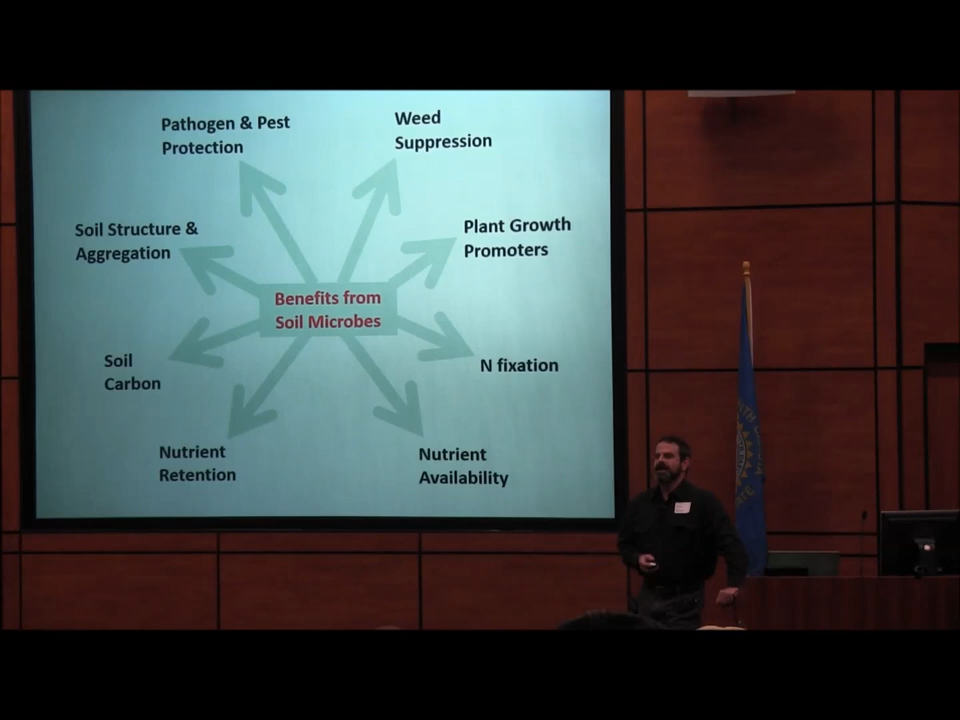 Pathogen & Pest
Protection
Weed
Suppression
Soil Structure &
Aggregation
Plant Growth
Promoters
Benefits from
Soil Microbes
Soil
Carbon
N fixation
Nutrient
Retention
Nutrient
Availability